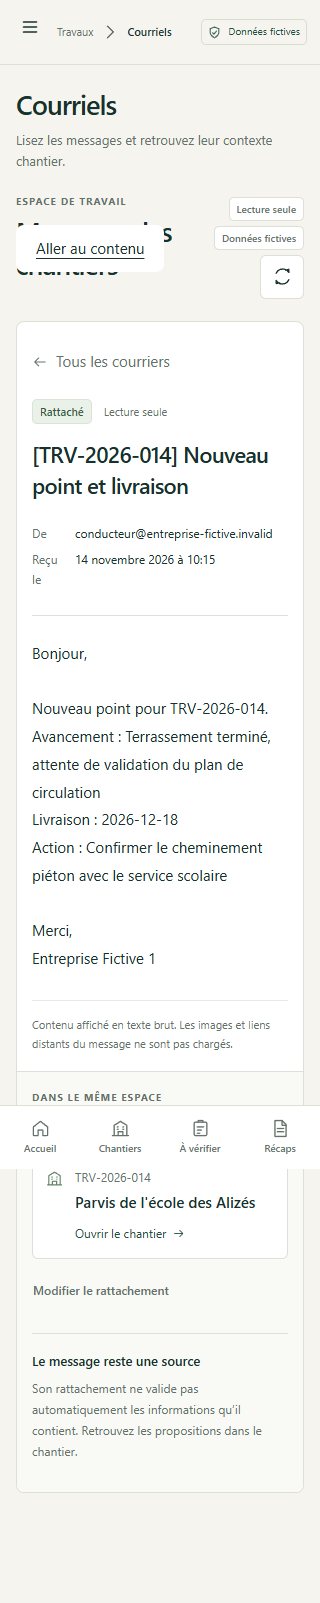 Travaux > Courriels
Données fictives
Courriels
Lisez les messages et retrouvez leur contexte
chantier.
ESPACE DE TRAVAIL
Lecture seule
Données fictives
Aller au contenu
← Tous les courriers
Rattaché
Lecture seule
[TRV-2026-014] Nouveau
point et livraison
De conducteur@entreprise-fictive.invalid
Reçu 14 novembre 2026 à 10:15
le
Bonjour,
Nouveau point pour TRV-2026-014.
Avancement : Terrassement terminé,
attente de validation du plan de
circulation
Livraison : 2026-12-18
Action : Confirmer le cheminement
piéton avec le service scolaire
Merci,
Entreprise Fictive 1
Contenu affiché en texte brut. Les images et liens
distants du message ne sont pas chargés.
DANS LE MÊME ESPACE
Accueil
Chantiers
À vérifier
Récaps
TRV-2026-014
Parvis de l'école des Alizés
Ouvrir le chantier →
Modifier le rattachement
Le message reste une source
Son rattachement ne valide pas
automatiquement les informations qu'il
contient. Retrouvez les propositions dans le
chantier.